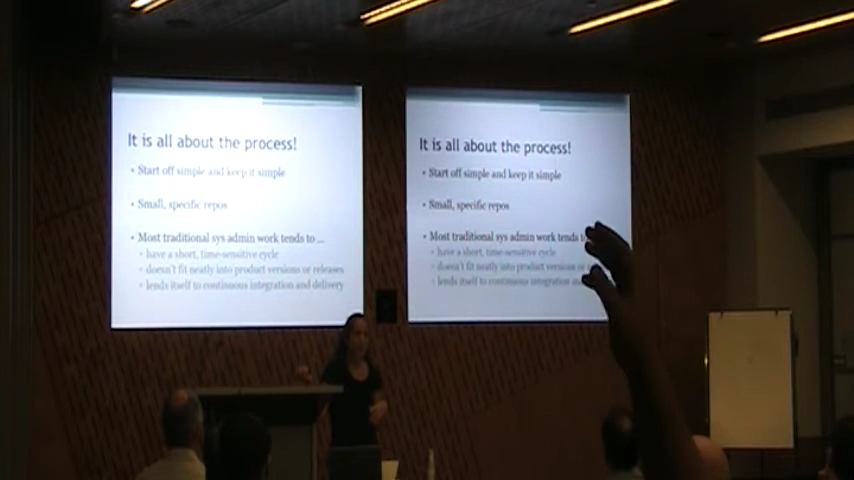 It is all about the process!
• Start off simple and keep it simple
• Small, specific repos
• Most traditional sys admin work tends to ...
• have a short, time-sensitive cycle
• doesn't fit neatly into product versions or releases
• lends itself to continuous integration and delivery
It is all about the process!
• Start off simple and keep it simple
• Small, specific repos
• Most traditional sys admin work tends
• have a short, time-sensitive cycle
• doesn't fit neatly into product versions or
• lends itself to continuous integration